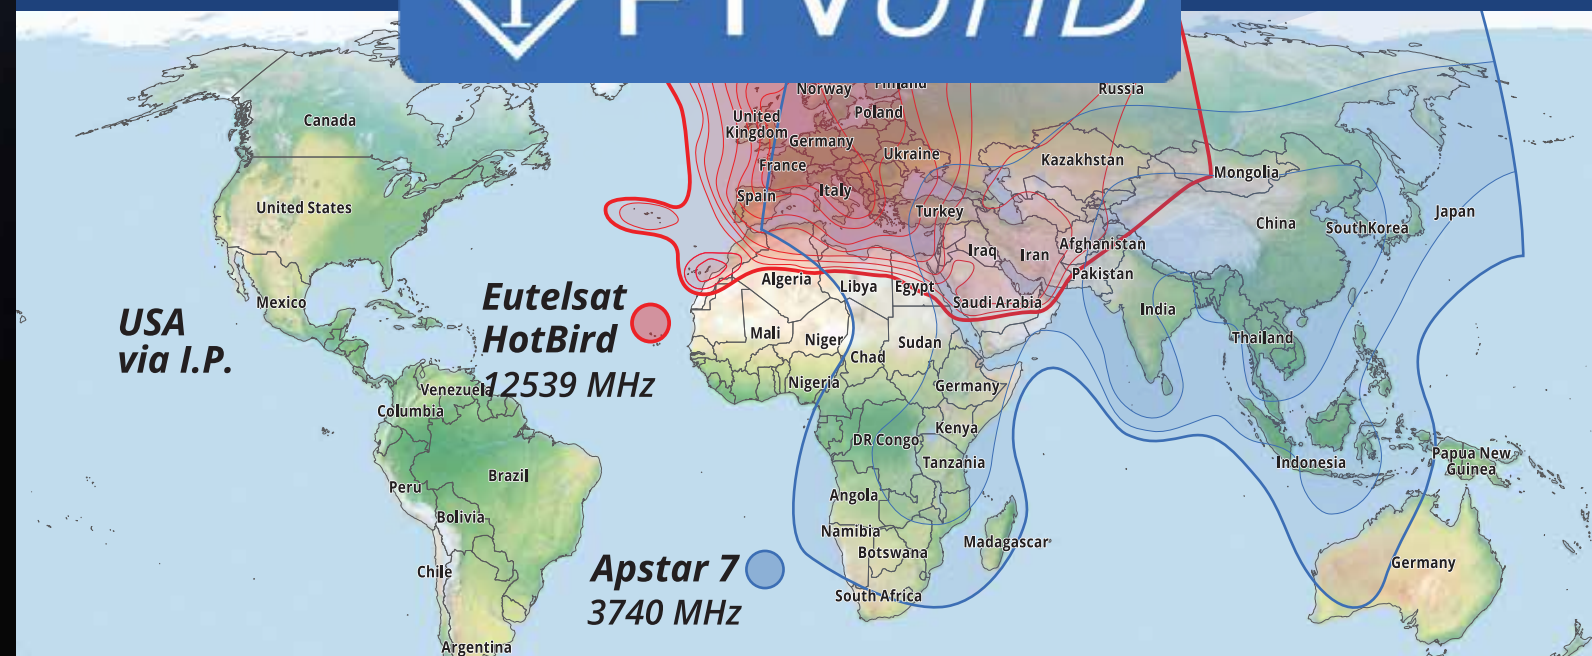 FTVUHD
Norway
Finland
Russia
Canada
United
Kingdom
Poland
Germany
Ukraine
France
Kazakhstan
Mongolia
Spain
Italy
United States
Turkey
China
SouthKorea
Japan
Iraq
Iran
Afghanistan
Pakistan
Algeria
Libya
Egypt
Saudi Arabia
Mexico
India
Eutelsat
HotBird
12539 MHz
USA
via I.P.
Mali
Niger
Sudan
Thailand
Chad
Nigeria
Germany
Venezuela
Columbia
DR Congo
Kenya
Tanzania
Indonesia
Papua New
Guinea
Brazil
Peru
Angola
Bolivia
Namibia
Botswana
Madagascar
Germany
Chile
Apstar 7
3740 MHz
South Africa
Argentina